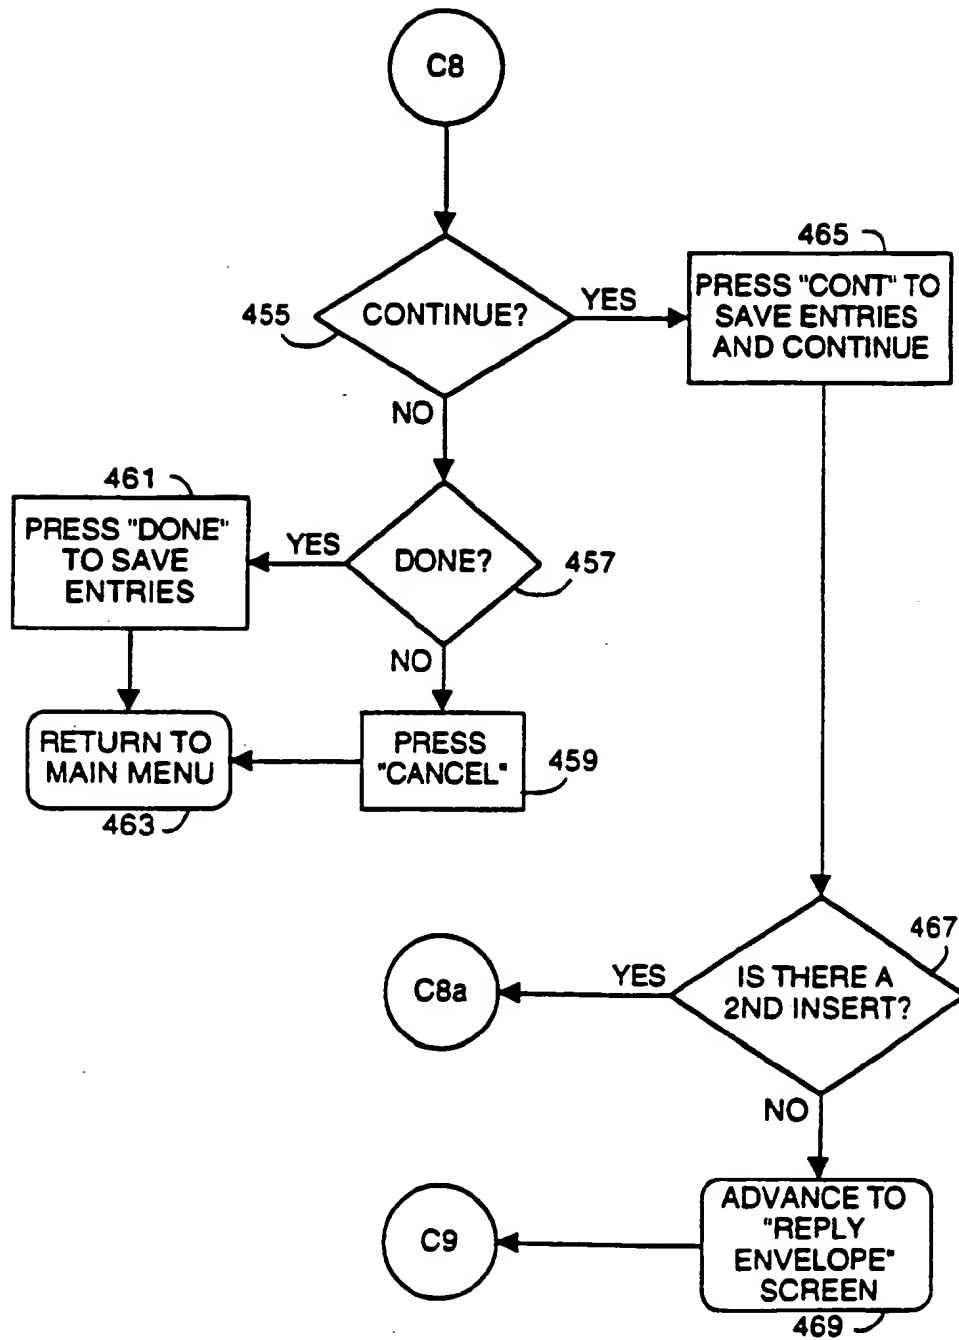 C8
465
PRESS "CONT" TO
SAVE ENTRIES
AND CONTINUE
YES
CONTINUE?
455
NO
461
PRESS "DONE"
TO SAVE
ENTRIES
YES
DONE?
457
NO
RETURN TO
MAIN MENU
463
PRESS
"CANCEL"
459
467
IS THERE A
2ND INSERT?
YES
C8a
NO
ADVANCE TO
"REPLY
ENVELOPE"
SCREEN
469
C9